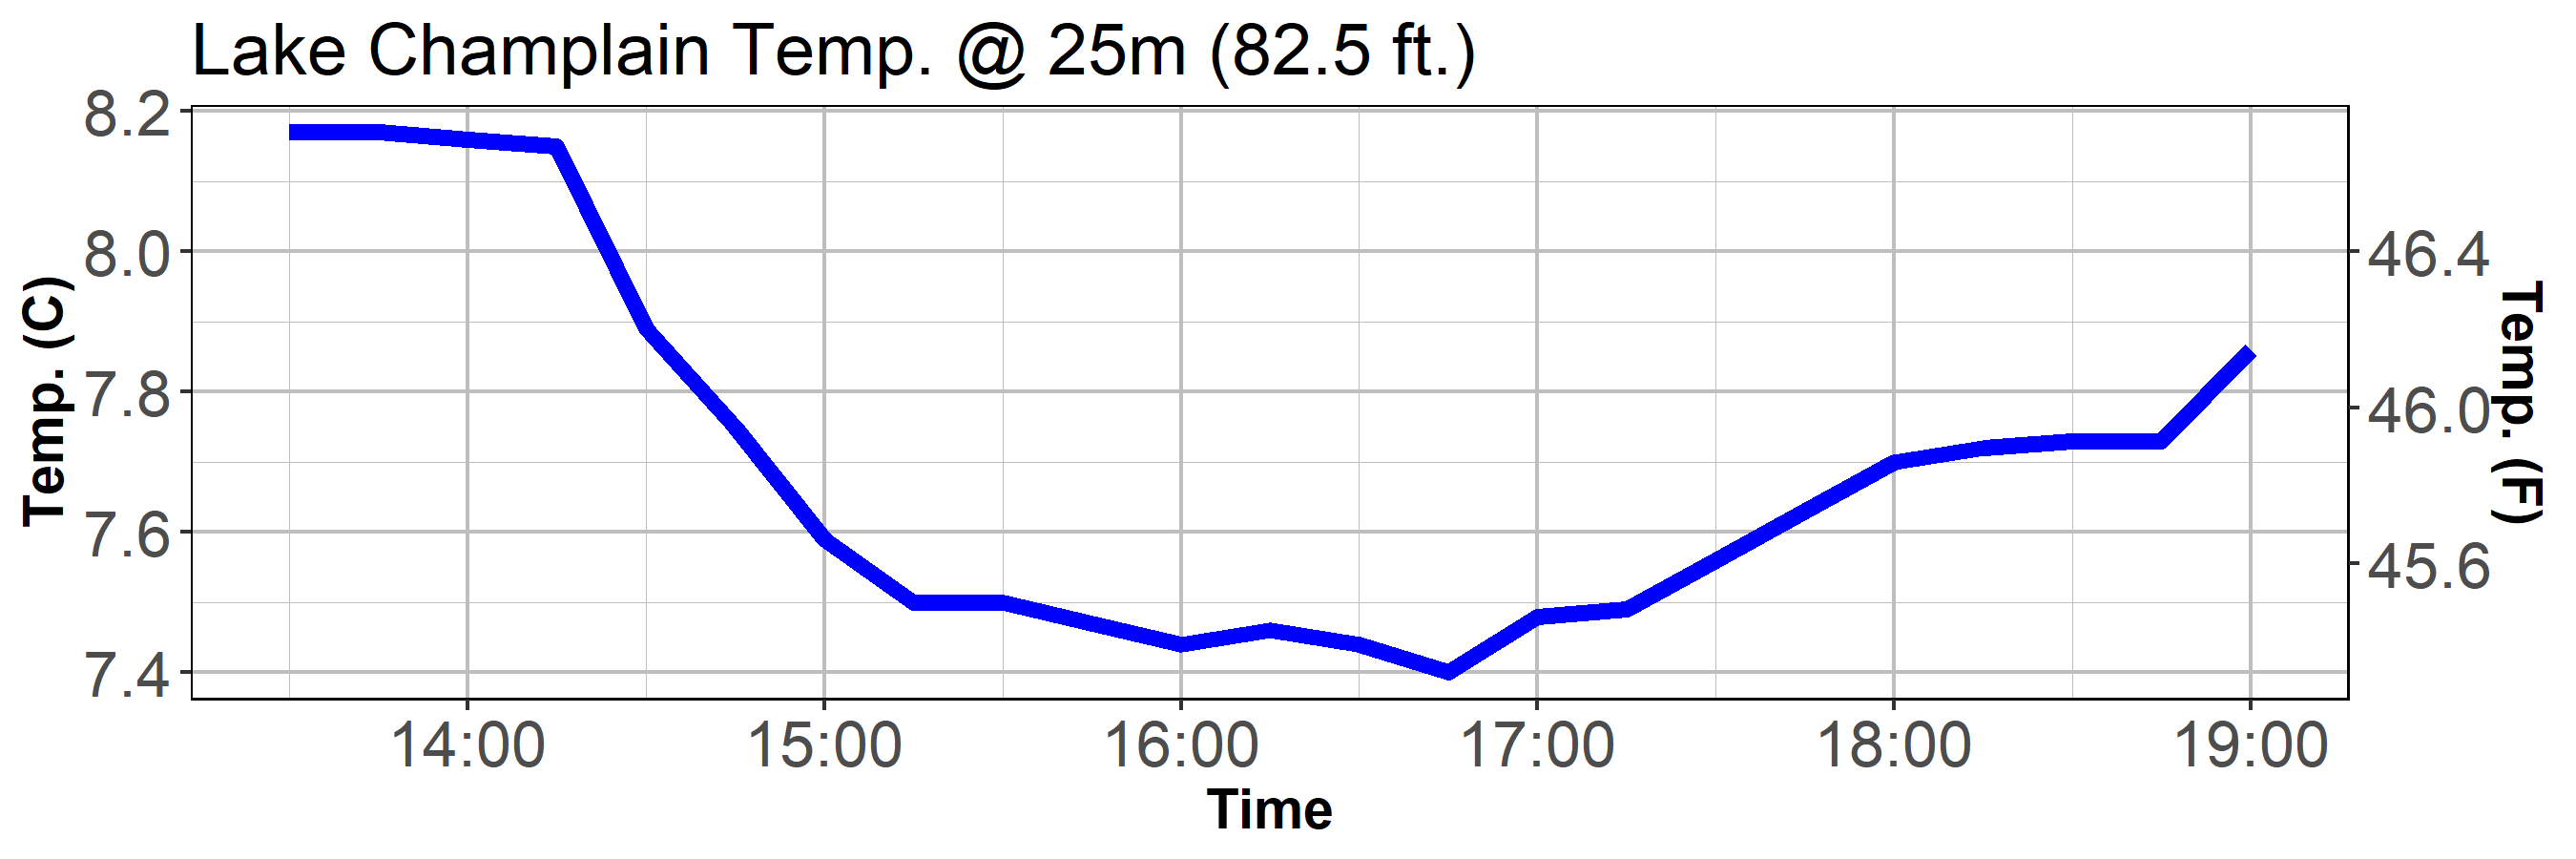 Lake Champlain Temp. @ 25m (82.5 ft.)
8.2
8.0
7.8
7.6
7.4
Temp. (C)
46.4
46.0
45.6
Temp. (F)
14:00 15:00 16:00 17:00 18:00 19:00
Time